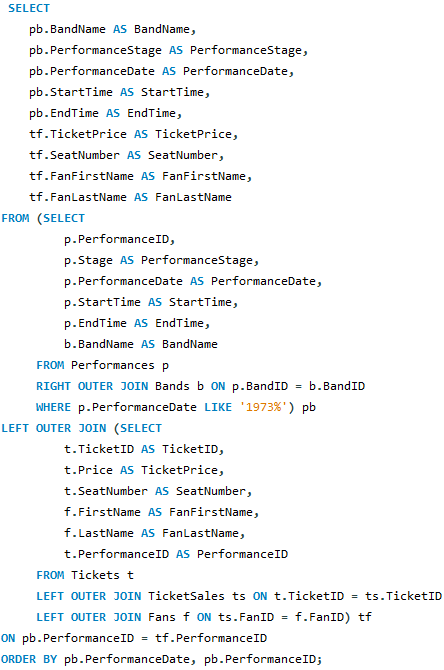 SELECT
pb.BandName AS BandName,
pb.PerformanceStage AS PerformanceStage,
pb.PerformanceDate AS PerformanceDate,
pb.StartTime AS StartTime,
pb.EndTime AS EndTime,
tf.TicketPrice AS TicketPrice,
tf.SeatNumber AS SeatNumber,
tf.FanFirstName AS FanFirstName,
tf.FanLastName AS FanLastName
FROM (SELECT
p.PerformanceID,
p.Stage AS PerformanceStage,
p.PerformanceDate AS PerformanceDate,
p.StartTime AS StartTime,
p.EndTime AS EndTime,
b.BandName AS BandName
FROM Performances p
RIGHT OUTER JOIN Bands b ON p.BandID = b.BandID
WHERE p.PerformanceDate LIKE '1973%') pb
LEFT OUTER JOIN (SELECT
t.TicketID AS TicketID,
t.Price AS TicketPrice,
t.SeatNumber AS SeatNumber,
f.FirstName AS FanFirstName,
f.LastName AS FanLastName,
t.PerformanceID AS PerformanceID
FROM Tickets t
LEFT OUTER JOIN TicketSales ts ON t.TicketID = ts.TicketID
LEFT OUTER JOIN Fans f ON ts.FanID = f.FanID) tf
ON pb.PerformanceID = tf.PerformanceID
ORDER BY pb.PerformanceDate, pb.PerformanceID;